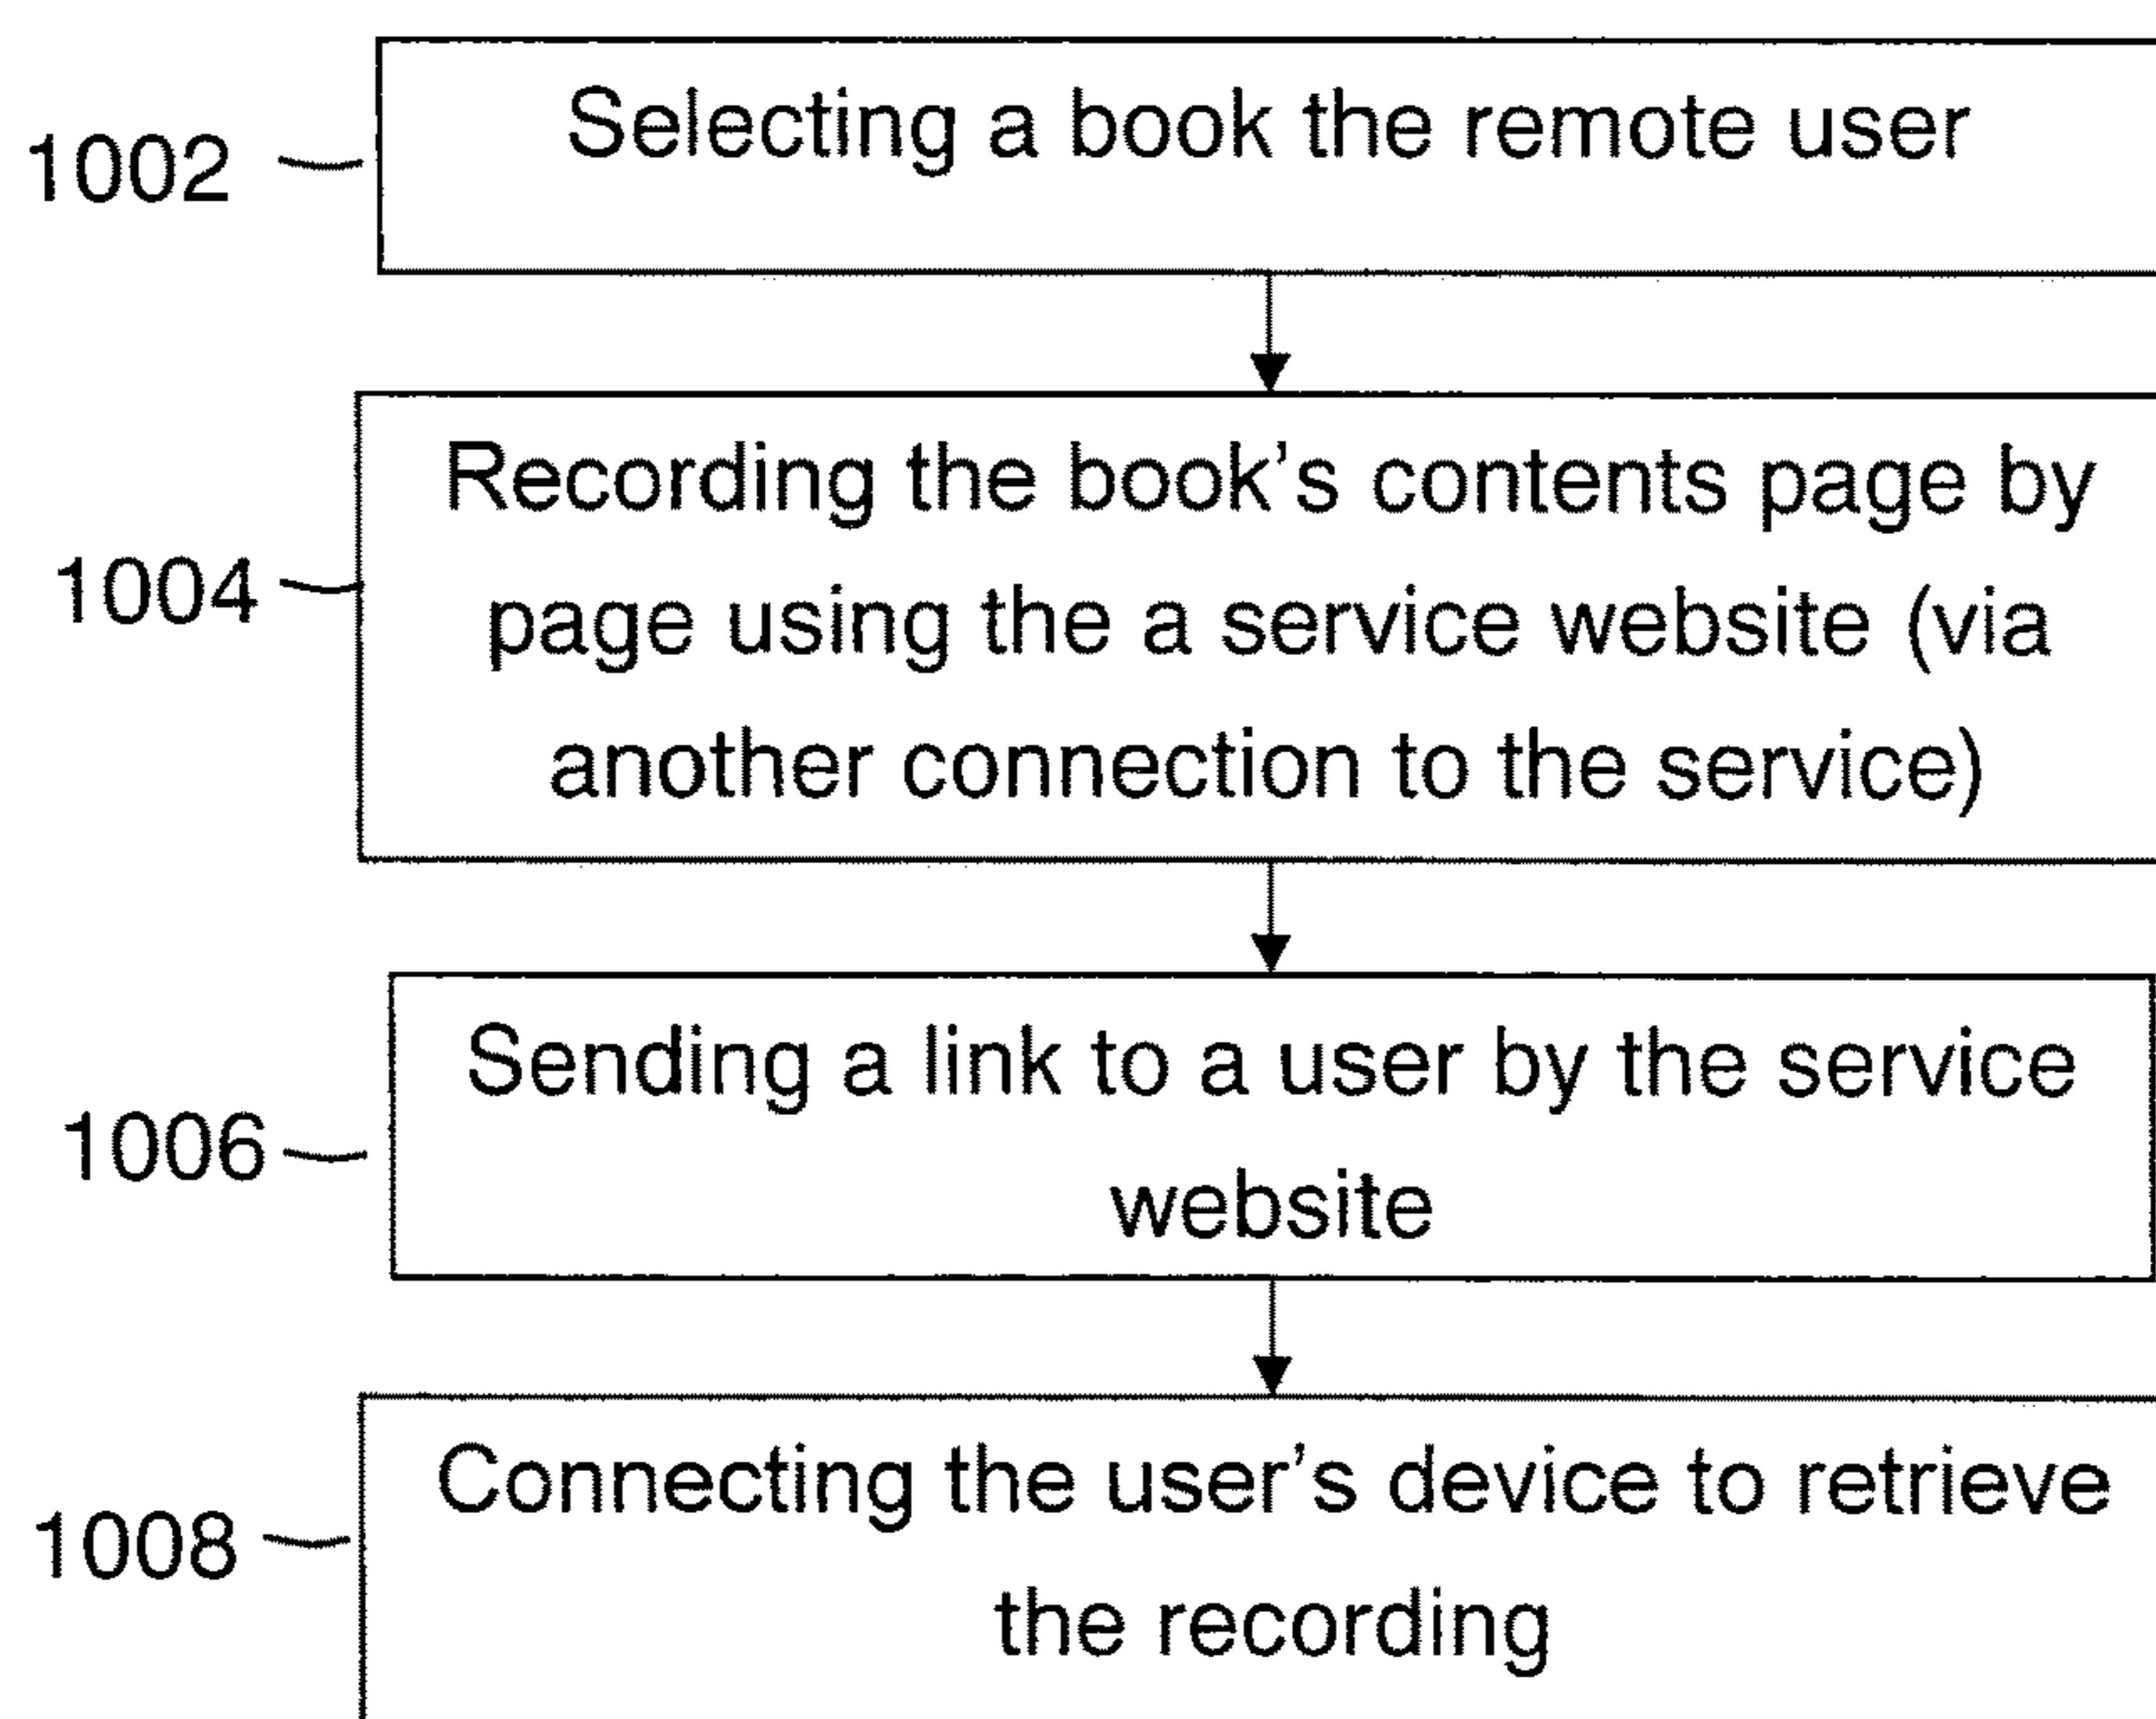 Selecting a book the remote user
1002
Recording the book's contents page by
page using the a service website (via
1004
another connection to the service)
Sending a link to a user by the service
1006
website
Connecting the user's device to retrieve
1008
the recording